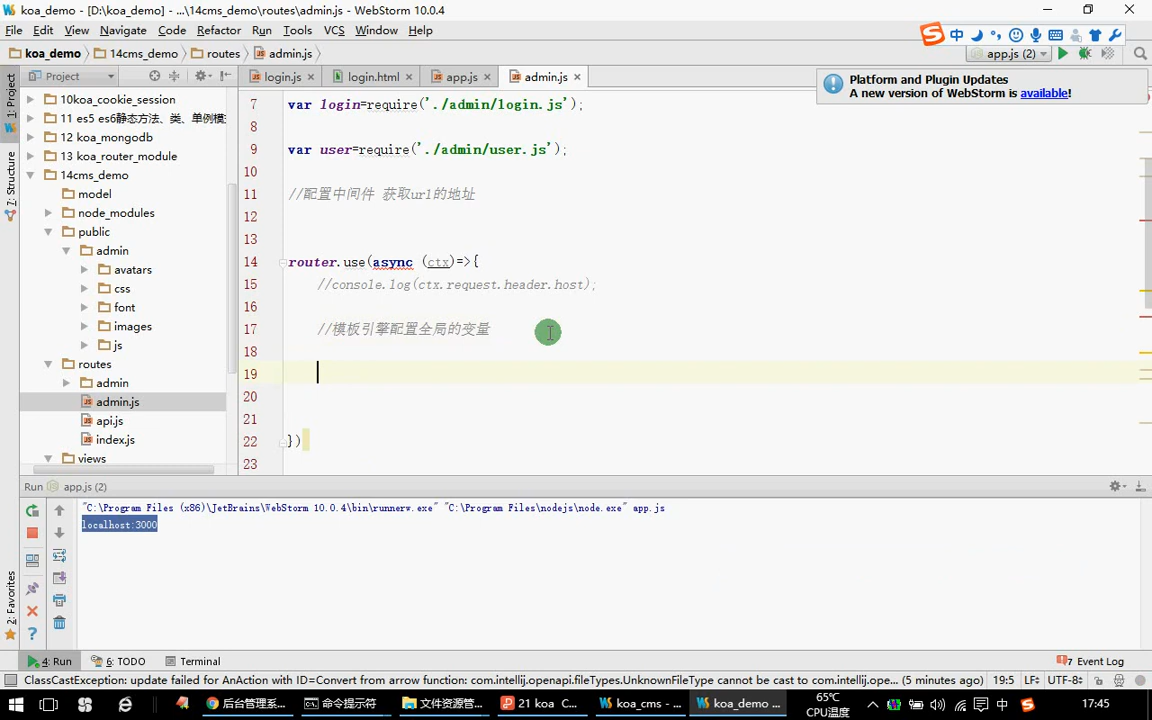 koa_demo - [D:\koa_demo] - ...\14cms_demo\routes\admin.js - WebStorm 10.0.4
File Edit View Navigate Code Refactor Run Tools VCS Window Help
中
koa_demo 14cms_demo routes admin.js
app.js (2)
Project
login.js login.html app.js admin.js
Platform and Plugin Updates
A new version of WebStorm is available!
1: Project
7: Structure
2: Favorites
10koa_cookie_session
11 es5 es6静态方法、类、单例模
12 koa_mongodb
13 koa_router_module
14cms_demo
model
node_modules
public
admin
avatars
css
font
images
js
routes
admin
admin.js
api.js
index.js
views
7 var login=require('./admin/login.js');
8
9 var user=require('./admin/user.js');
10
11 //配置中间件 获取url的地址
12
13
14 router.use(async (ctx)=>{
15 //console.log(ctx.request.header.host);
16
17 //模板引擎配置全局的变量
18
19
20
21
22 })
23
Run app.js (2)
"C:\Program Files (x86)\JetBrains\WebStorm 10.0.4\bin\runnerw.exe" "C:\Program Files\nodejs\node.exe" app.js
localhost:3000
4: Run 6: TODO Terminal 7 Event Log
ClassCastException: update failed for AnAction with ID=Convert from arrow function: com.intellij.openapi.fileTypes.UnknownFileType cannot be cast to com.intellij.ope... (5 minutes ago) 19:5 LF÷ UTF-8÷
后台管理系... 命令提示符 文件资源管... 21 koa C... koa_cms - ... koa_demo ...
65℃
CPU温度
中
17:45